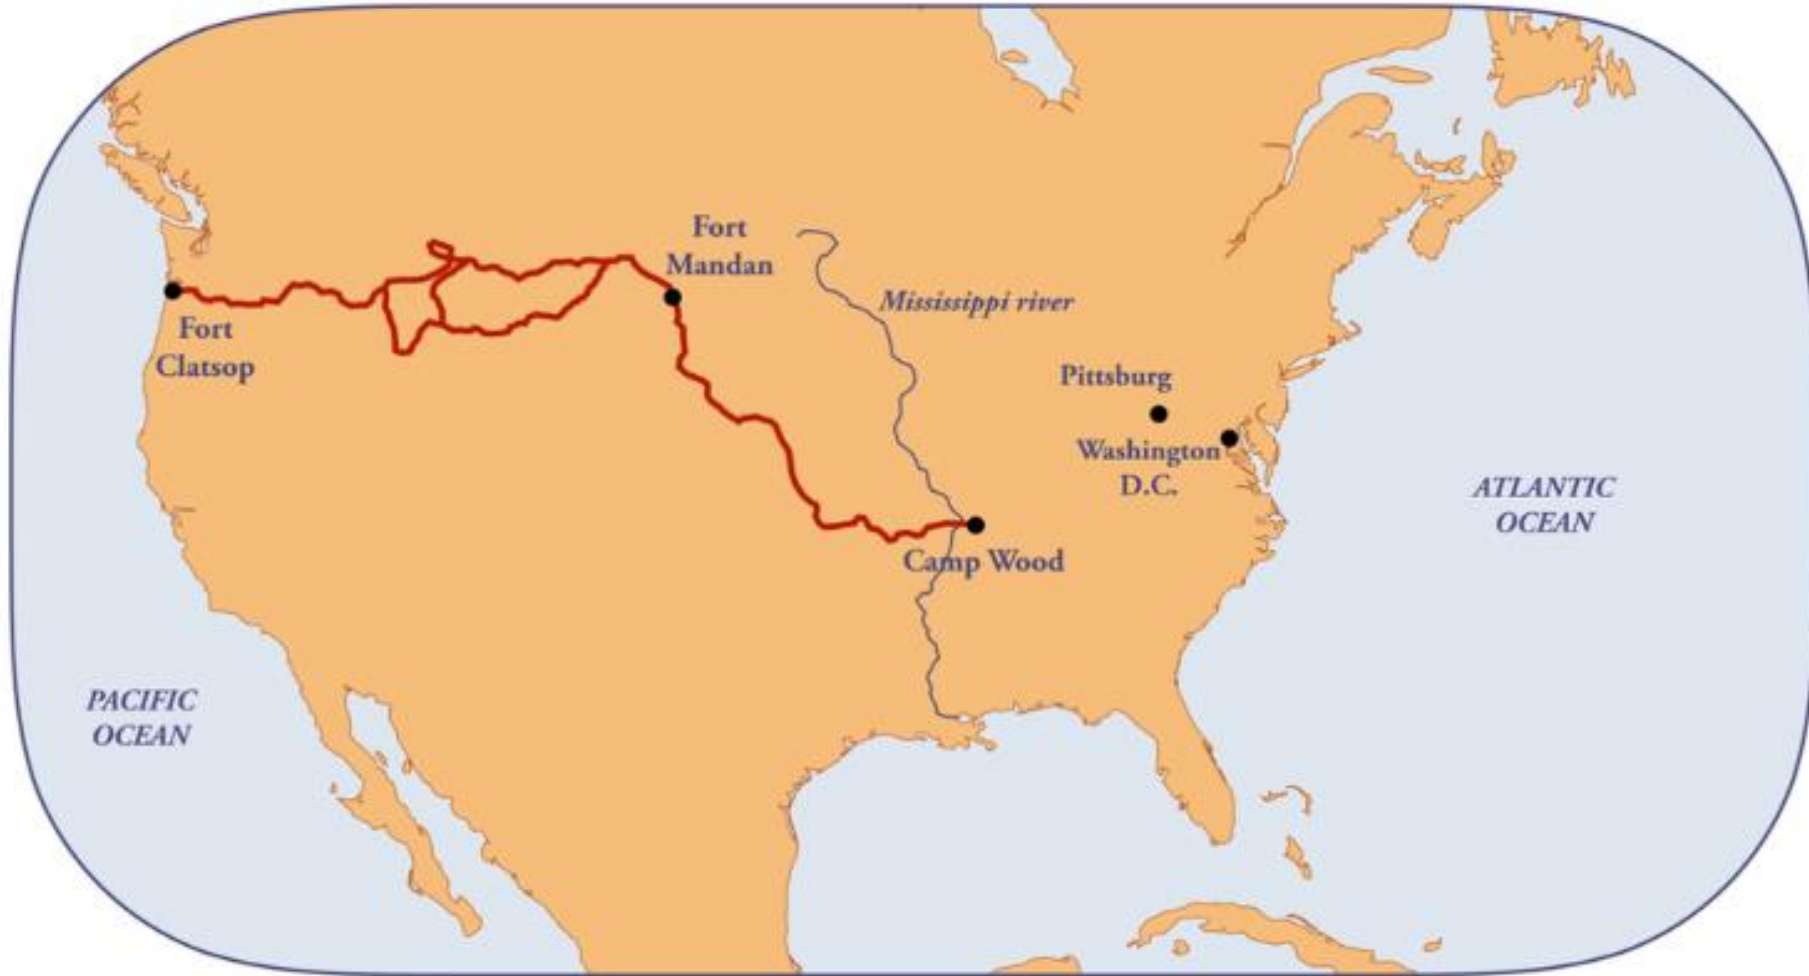 Fort
Mandan
Mississippi river
Fort
Clatsop
Pittsburg
Washington
D.C.
Camp Wood
ATLANTIC
OCEAN
PACIFIC
OCEAN